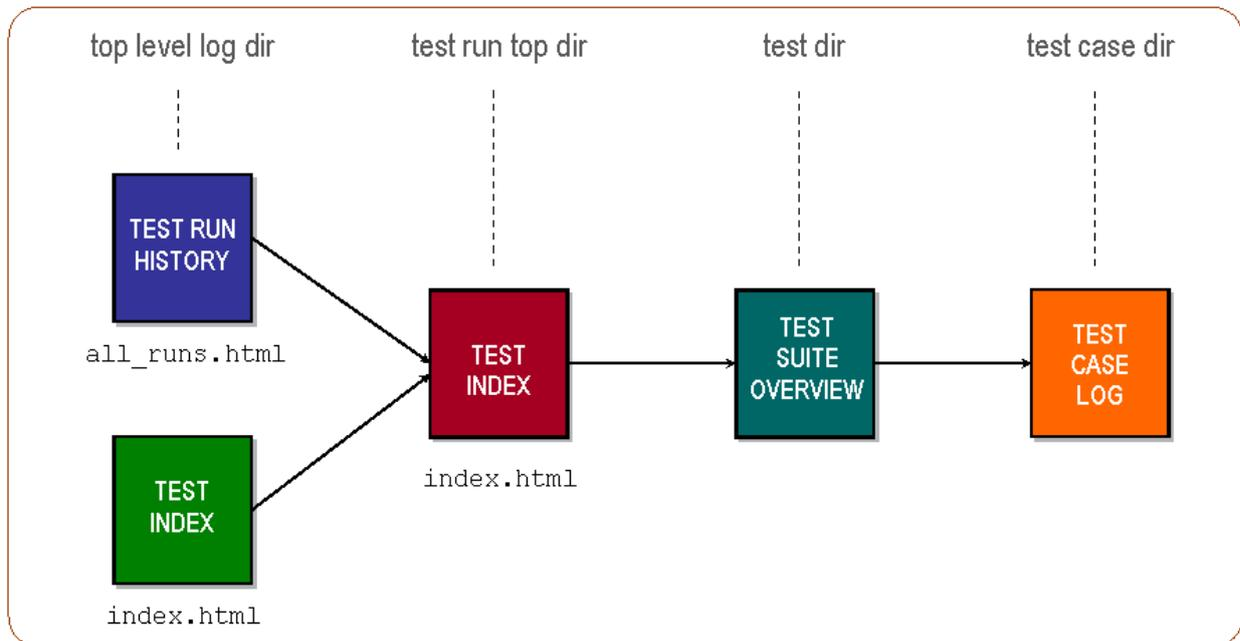 top level log dir
test run top dir
test dir
test case dir
TEST RUN
HISTORY
all_runs.html
TEST
INDEX
index.html
TEST
INDEX
index.html
TEST
SUITE
OVERVIEW
TEST
CASE
LOG